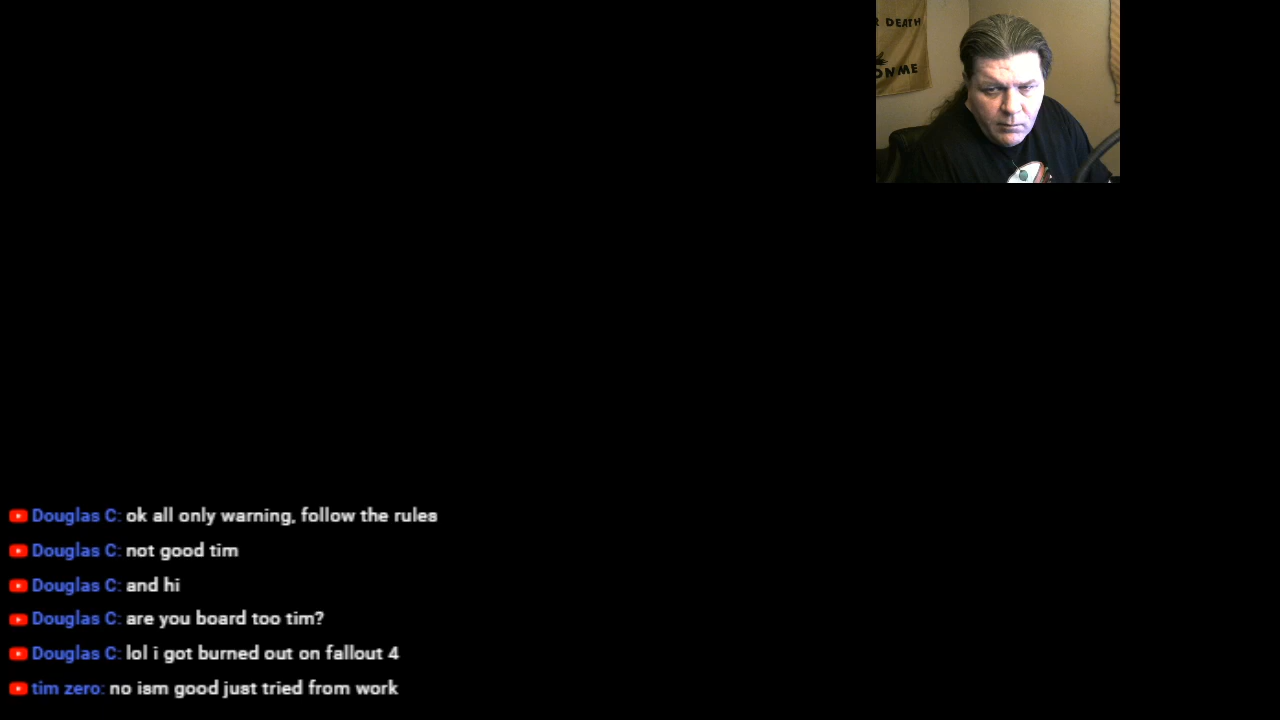 R DEATH
ON ME
Douglas C: ok all only warning, follow the rules
Douglas C: not good tim
Douglas C: and hi
Douglas C: are you board too tim?
Douglas C: lol i got burned out on fallout 4
tim zero: no ism good just tried from work